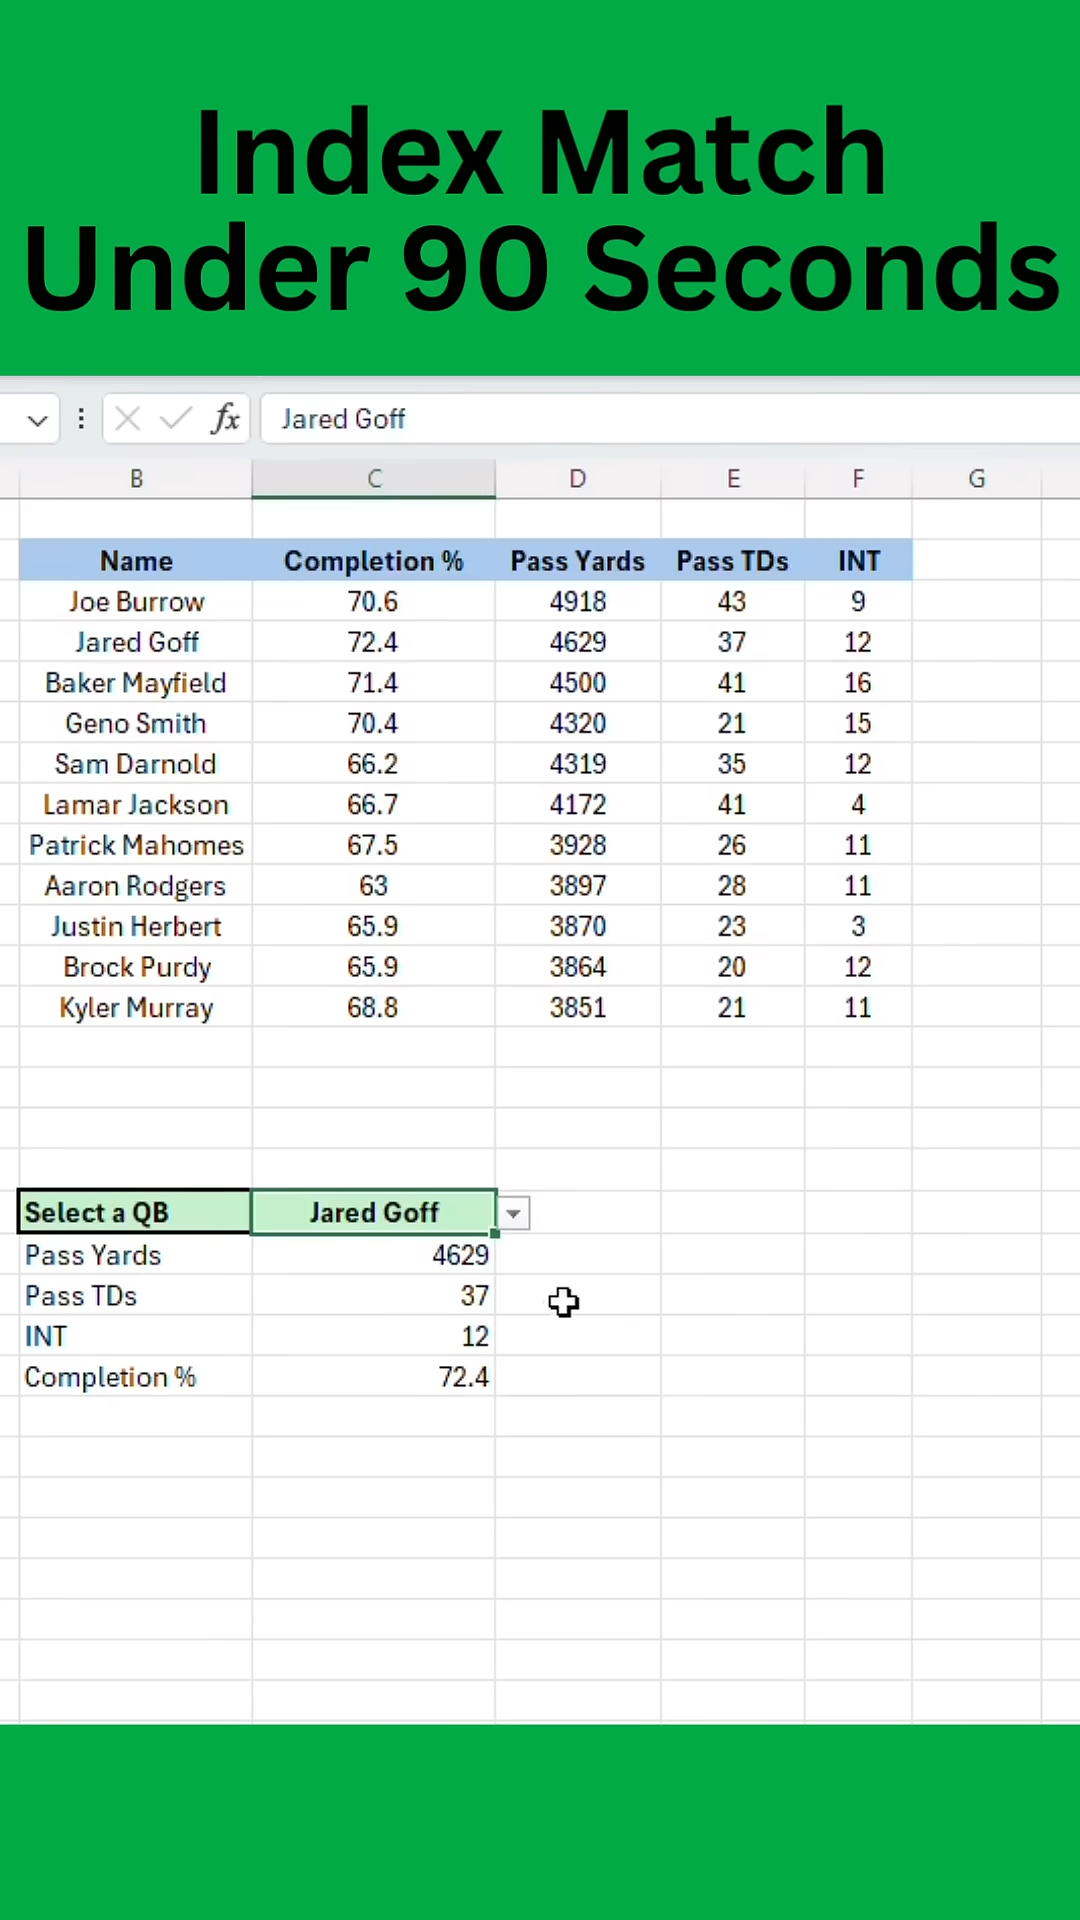 Index Match
Under 90 Seconds
fx Jared Goff
B C D E F G
Name Completion % Pass Yards Pass TDs INT
Joe Burrow 70.6 4918 43 9
Jared Goff 72.4 4629 37 12
Baker Mayfield 71.4 4500 41 16
Geno Smith 70.4 4320 21 15
Sam Darnold 66.2 4319 35 12
Lamar Jackson 66.7 4172 41 4
Patrick Mahomes 67.5 3928 26 11
Aaron Rodgers 63 3897 28 11
Justin Herbert 65.9 3870 23 3
Brock Purdy 65.9 3864 20 12
Kyler Murray 68.8 3851 21 11
Select a QB Jared Goff
Pass Yards 4629
Pass TDs 37
INT 12
Completion % 72.4